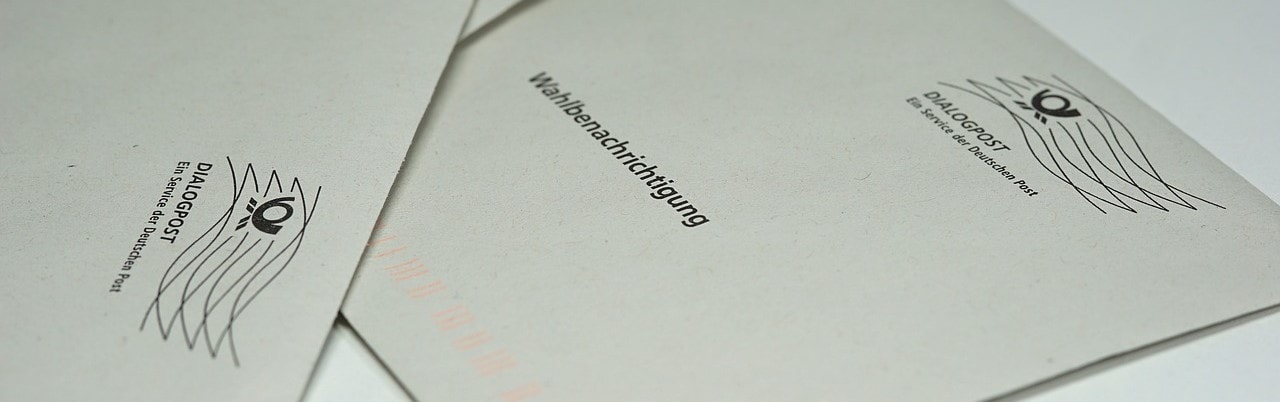 DIALOGPOST
Ein Service der Deutschen Post
Wahlbenachrichtigung
DIALOGPOST
Ein Service der Deutschen Post